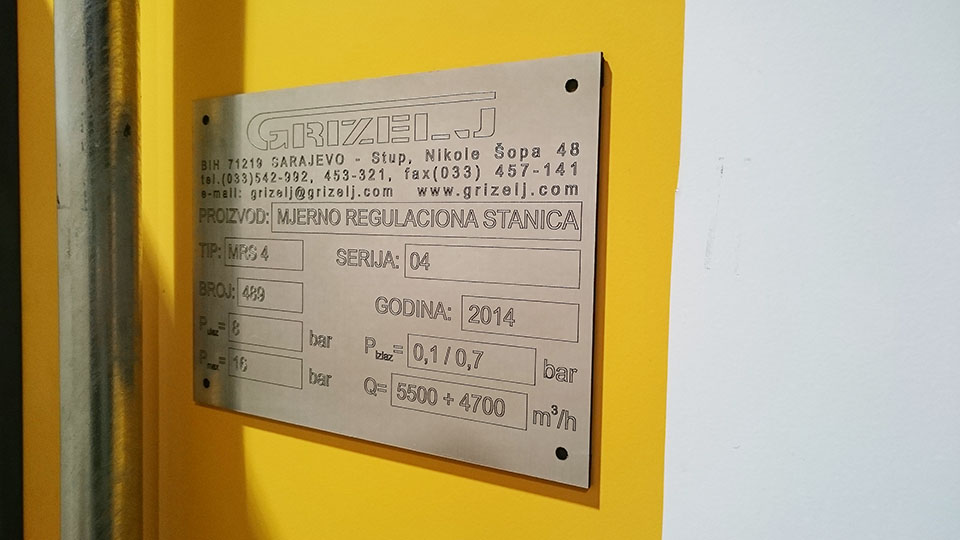 GRIZELJ
BIH 71210 SARAJEVO - Stup, Nikole Šopa 48
tel.(033)542-992, 453-321, fax(033) 457-141
e-mail: grizelj@grizelj.com www.grizelj.com
PROIZVOD: MJERNO REGULACIONA STANICA
TIP: MRS 4 SERIJA: 04
BROJ: 489 GODINA: 2014
Pulaz= 8 bar Pizlaz= 0,1 / 0,7 bar
Pmax= 16 bar Q= 5500 + 4700 m³/h